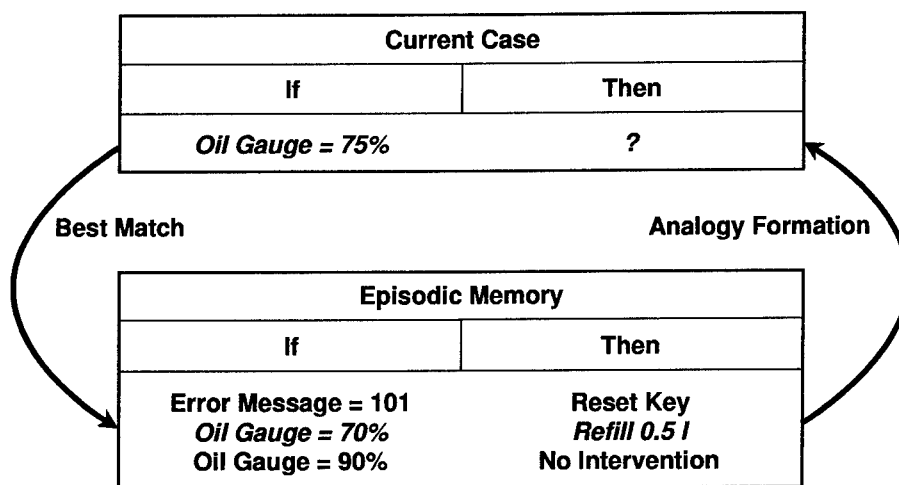 Current Case
If Then
Oil Gauge = 75% ?
Best Match Analogy Formation
Episodic Memory
If Then
Error Message = 101 Reset Key
Oil Gauge = 70% Refill 0.5 l
Oil Gauge = 90% No Intervention